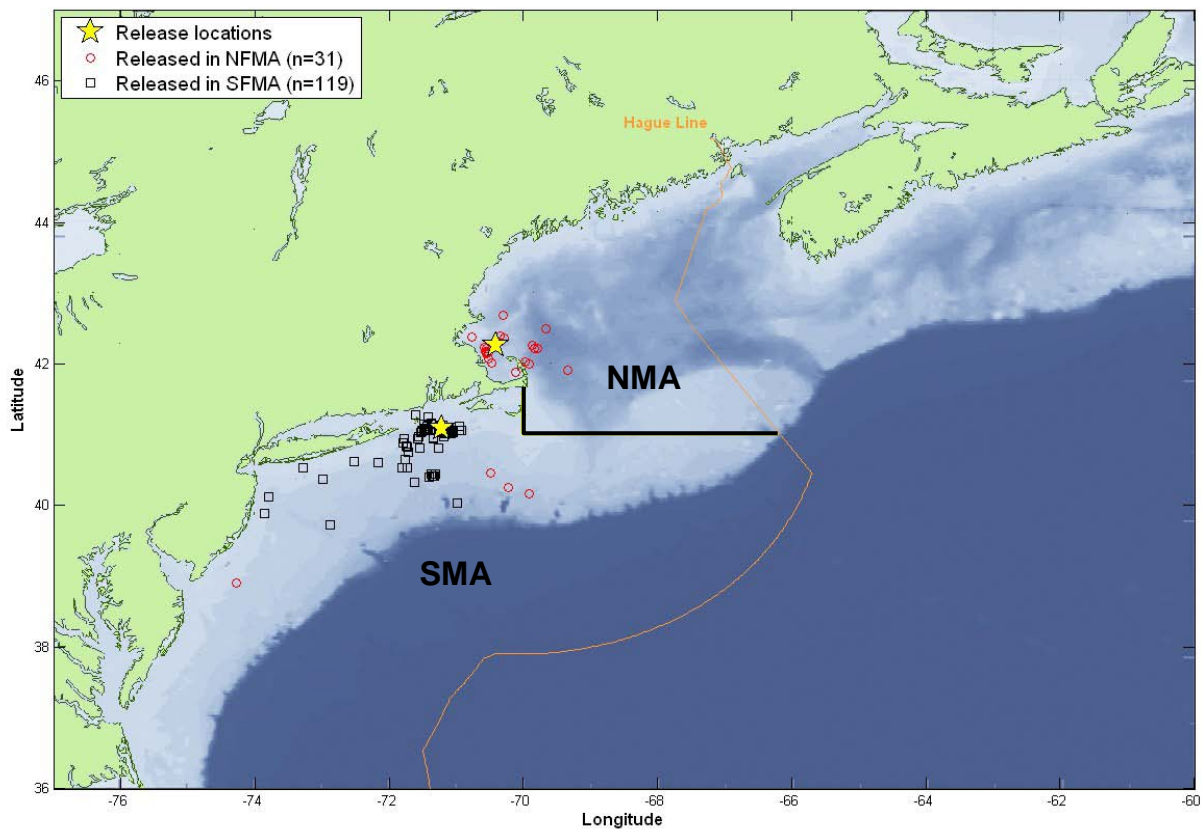 Release locations
Released in NFMA (n=31)
Released in SFMA (n=119)
Hague Line
NMA
SMA
46
44
42
40
38
36
Latitude
-76
-74
-72
-70
-68
-66
-64
-62
-60
Longitude